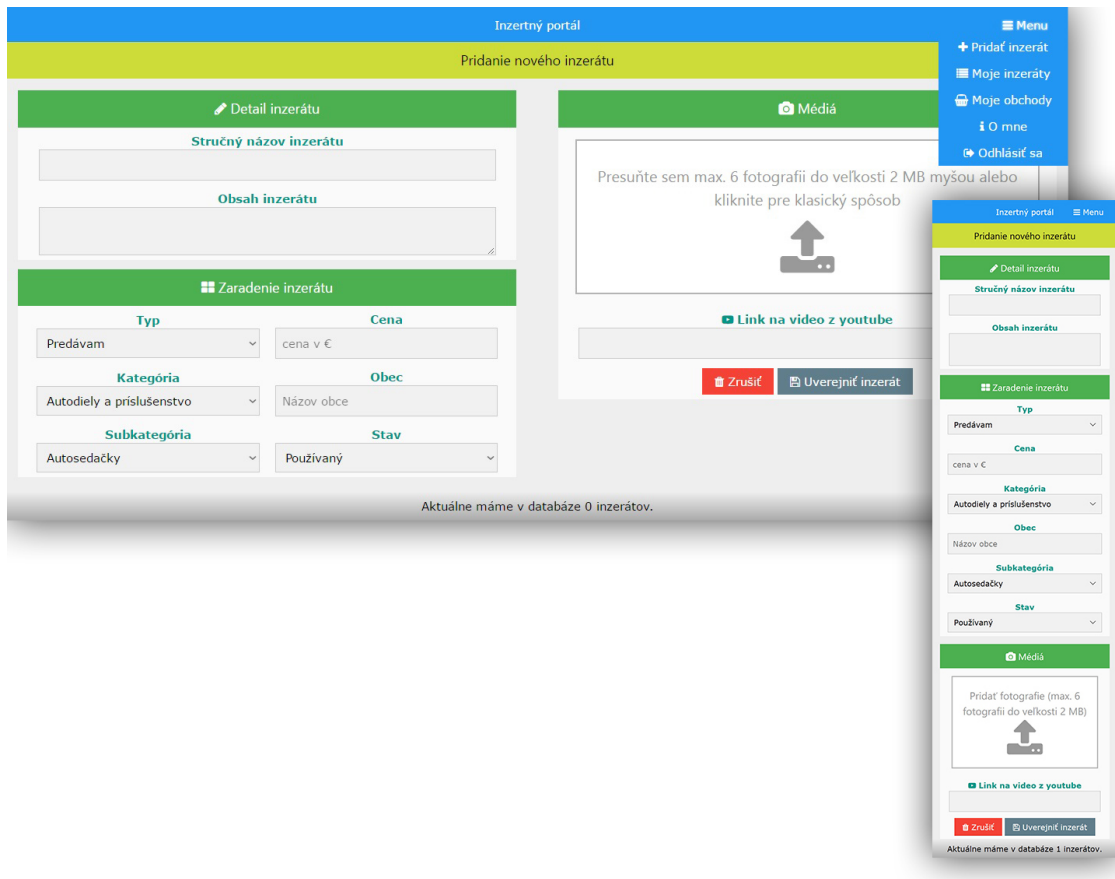 Inzertný portál
Menu
Pridať inzerát
Moje inzeráty
Moje obchody
O mne
Odhlásiť sa
Pridanie nového inzerátu
Detail inzerátu
Stručný názov inzerátu
Obsah inzerátu
Zaradenie inzerátu
Typ
Cena
Predávam
cena v €
Kategória
Obec
Autodiely a príslušenstvo
Názov obce
Subkategória
Stav
Autosedačky
Používaný
Médiá
Presuňte sem max. 6 fotografii do veľkosti 2 MB myšou alebo
kliknite pre klasický spôsob
Link na video z youtube
Zrušiť
Uverejniť inzerát
Aktuálne máme v databáze 0 inzerátov.
Inzertný portál
Menu
Pridanie nového inzerátu
Detail inzerátu
Stručný názov inzerátu
Obsah inzerátu
Zaradenie inzerátu
Typ
Predávam
Cena
cena v €
Kategória
Autodiely a príslušenstvo
Obec
Názov obce
Subkategória
Autosedačky
Stav
Používaný
Médiá
Pridať fotografie (max. 6
fotografii do veľkosti 2 MB)
Link na video z youtube
Zrušiť
Uverejniť inzerát
Aktuálne máme v databáze 1 inzerátov.